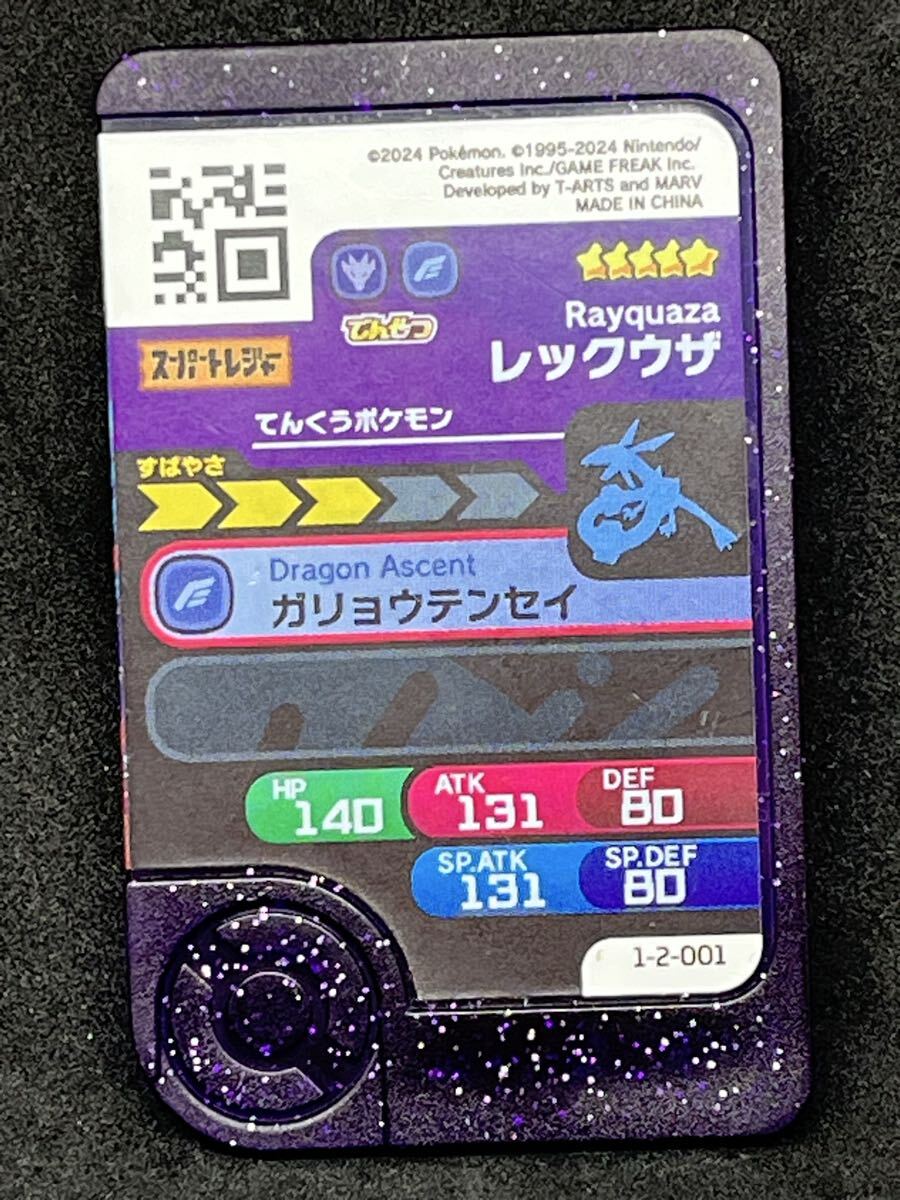 ©2024 Pokémon. ©1995-2024 Nintendo/
Creatures Inc./GAME FREAK inc.
Developed by T-ARTS and MARV
MADE IN CHINA
でんせつ
Rayquaza
レックウザ
スーパートレジャー
てんくうポケモン
すばやさ
Dragon Ascent
ガリョウテンセイ
HP
140
ATK
131
DEF
80
SP.ATK
131
SP.DEF
80
1-2-001